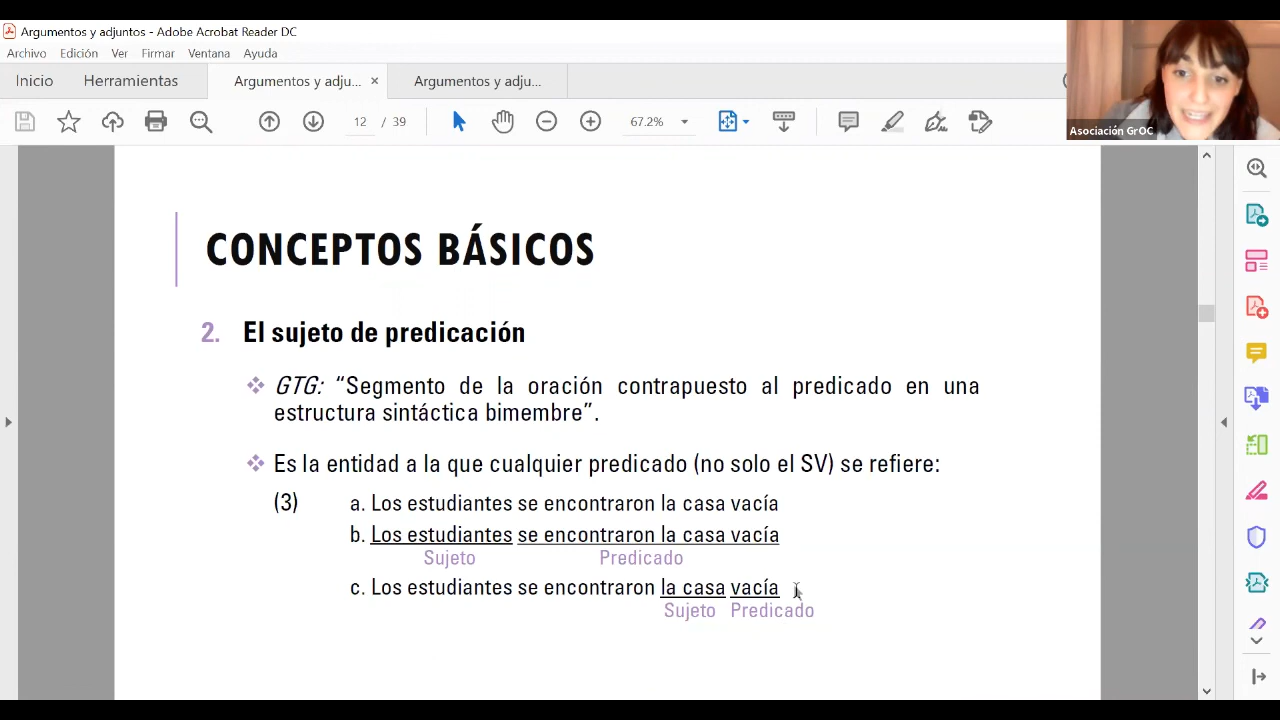 Argumentos y adjuntos - Adobe Acrobat Reader DC
Archivo Edición Ver Firmar Ventana Ayuda
Inicio Herramientas Argumentos y adju... × Argumentos y adju...
12 / 39 67.2%
Asociación GrOC
CONCEPTOS BÁSICOS
2. El sujeto de predicación
GTG: “Segmento de la oración contrapuesto al predicado en una
estructura sintáctica bimembre”.
Es la entidad a la que cualquier predicado (no solo el SV) se refiere:
(3) a. Los estudiantes se encontraron la casa vacía
b. Los estudiantes se encontraron la casa vacía
Sujeto Predicado
c. Los estudiantes se encontraron la casa vacía
Sujeto Predicado